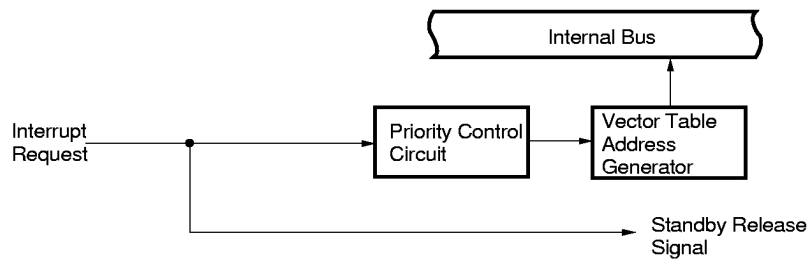 Internal Bus
Interrupt
Request
Priority Control
Circuit
Vector Table
Address
Generator
Standby Release
Signal